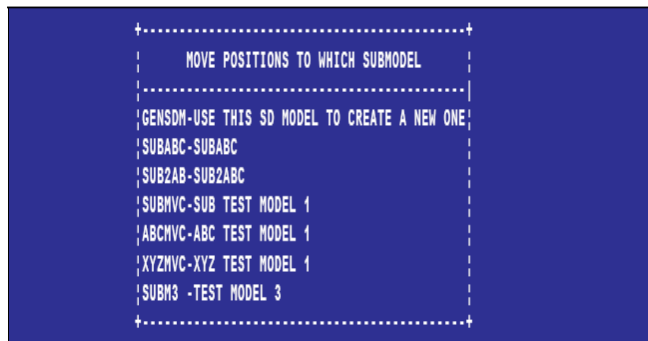 MOVE POSITIONS TO WHICH SUBMODEL
GENSDM-USE THIS SD MODEL TO CREATE A NEW ONE
SUBABC-SUBABC
SUB2AB-SUB2ABC
SUBMVC-SUB TEST MODEL 1
ABCMVC-ABC TEST MODEL 1
XYZMVC-XYZ TEST MODEL 1
SUBM3 -TEST MODEL 3